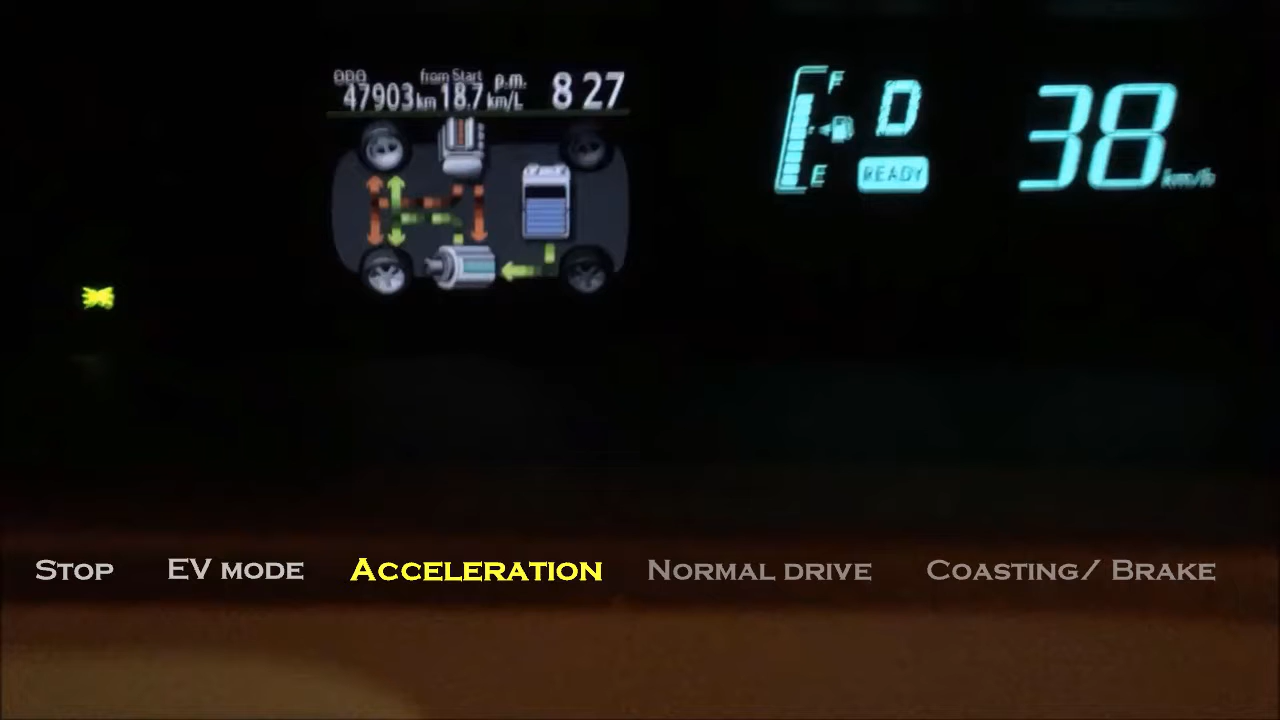 ODO from Start p.m. 8 27
47903 km 18.7 km/L
F
D
E
READY
38 km/h
STOP EV MODE ACCELERATION NORMAL DRIVE COASTING/ BRAKE